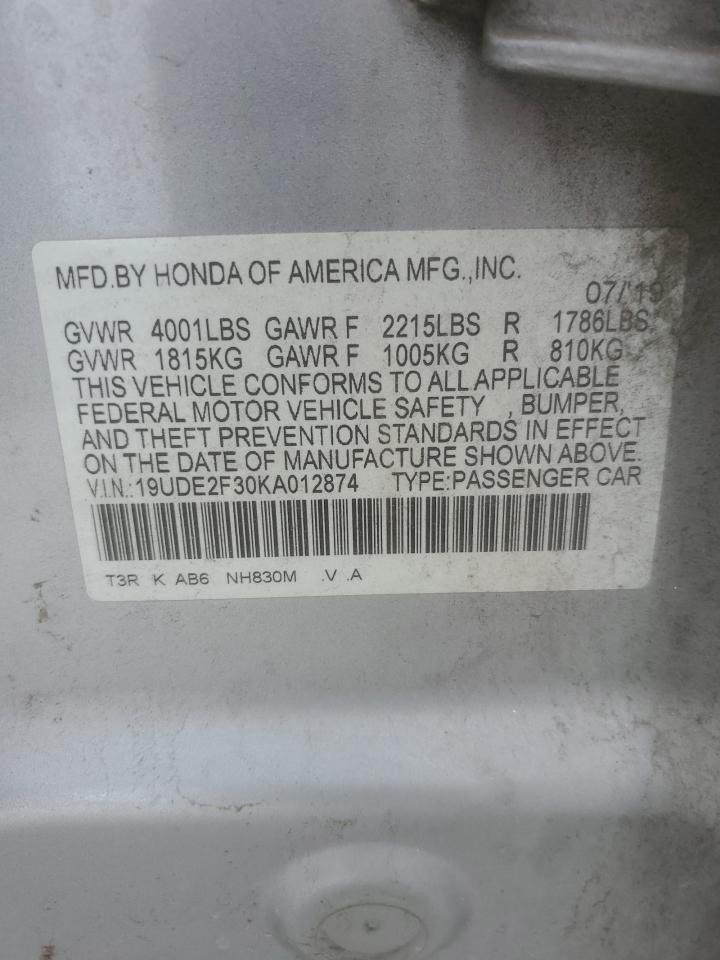 MFD.BY HONDA OF AMERICA MFG.,INC.
07/'19
GVWR 4001LBS GAWR F 2215LBS R 1786LBS
GVWR 1815KG GAWR F 1005KG R 810KG
THIS VEHICLE CONFORMS TO ALL APPLICABLE
FEDERAL MOTOR VEHICLE SAFETY , BUMPER,
AND THEFT PREVENTION STANDARDS IN EFFECT
ON THE DATE OF MANUFACTURE SHOWN ABOVE.
V.I.N.:19UDE2F30KA012874 TYPE:PASSENGER CAR
T3R K AB6 NH830M .V .A